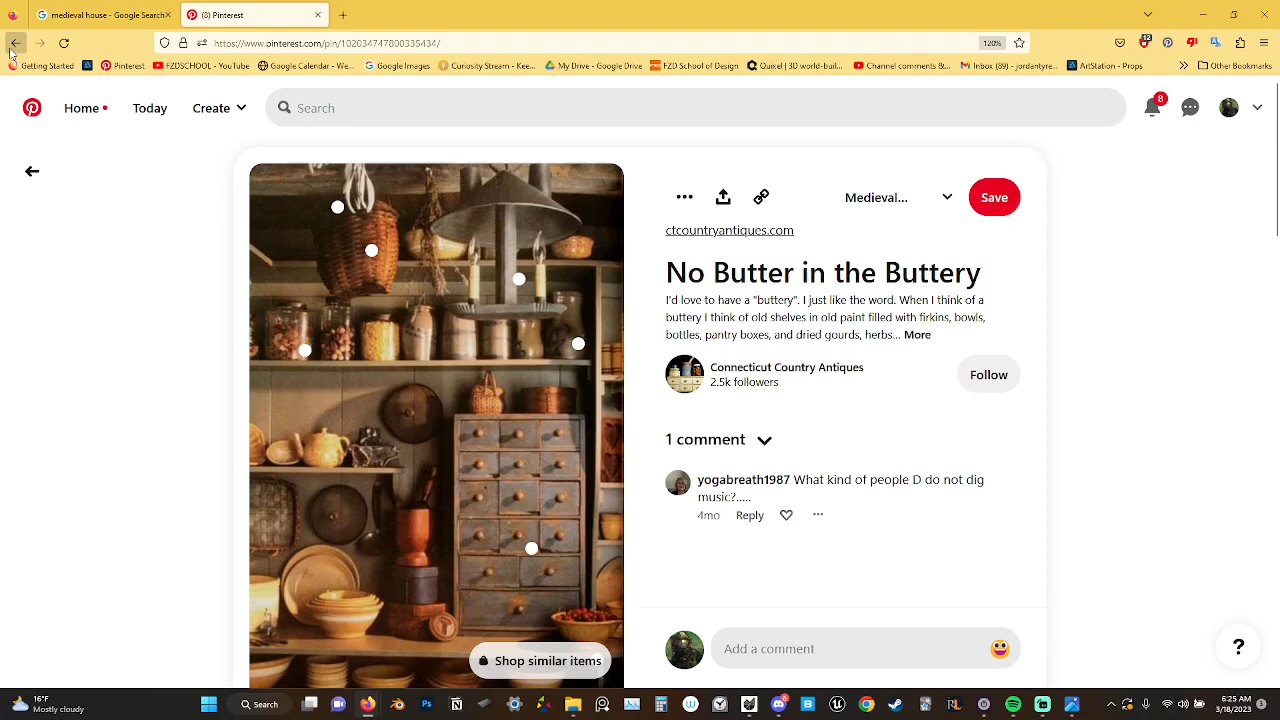 medieval house - Google Search
(8) Pinterest
https://www.pinterest.com/pin/102034747800335434/
120%
12
Getting Started
Pinterest
FZDSCHOOL - YouTube
Google Calendar - We...
Google Images
Curiosity Stream - Kee...
My Drive - Google Drive
FZD School of Design
Quixel | 3D world-buil...
Channel comments &...
Inbox (89) - jordantyre...
ArtStation - Props
Other Bookmarks
Home
Today
Create
Search
8
Medieval...
Save
ctcountryantiques.com
No Butter in the Buttery
I'd love to have a "buttery". I just like the word. When I think of a
buttery I think of old shelves in old paint filled with firkins, bowls,
bottles, pantry boxes, and dried gourds, herbs... More
Connecticut Country Antiques
2.5k followers
Follow
1 comment
yogabreath1987 What kind of people D do not dig
music?.....
4mo
Reply
Add a comment
Shop similar items
?
16°F
Mostly cloudy
Search
6:25 AM